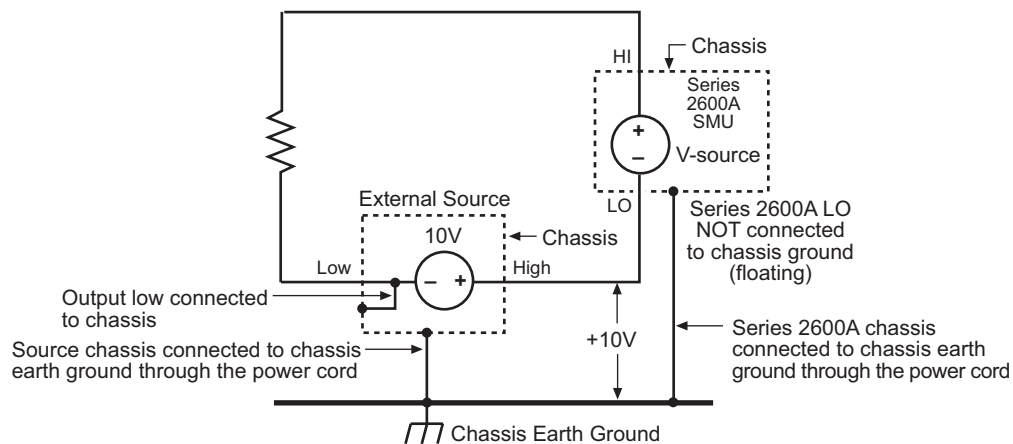 Chassis
HI
Series
2600A
SMU
+
–
V-source
LO
Series 2600A LO
NOT connected
to chassis ground
(floating)
External Source
10V
Chassis
Low
–
+
High
Output low connected
to chassis
Source chassis connected to chassis
earth ground through the power cord
+10V
Series 2600A chassis
connected to chassis earth
ground through the power cord
Chassis Earth Ground